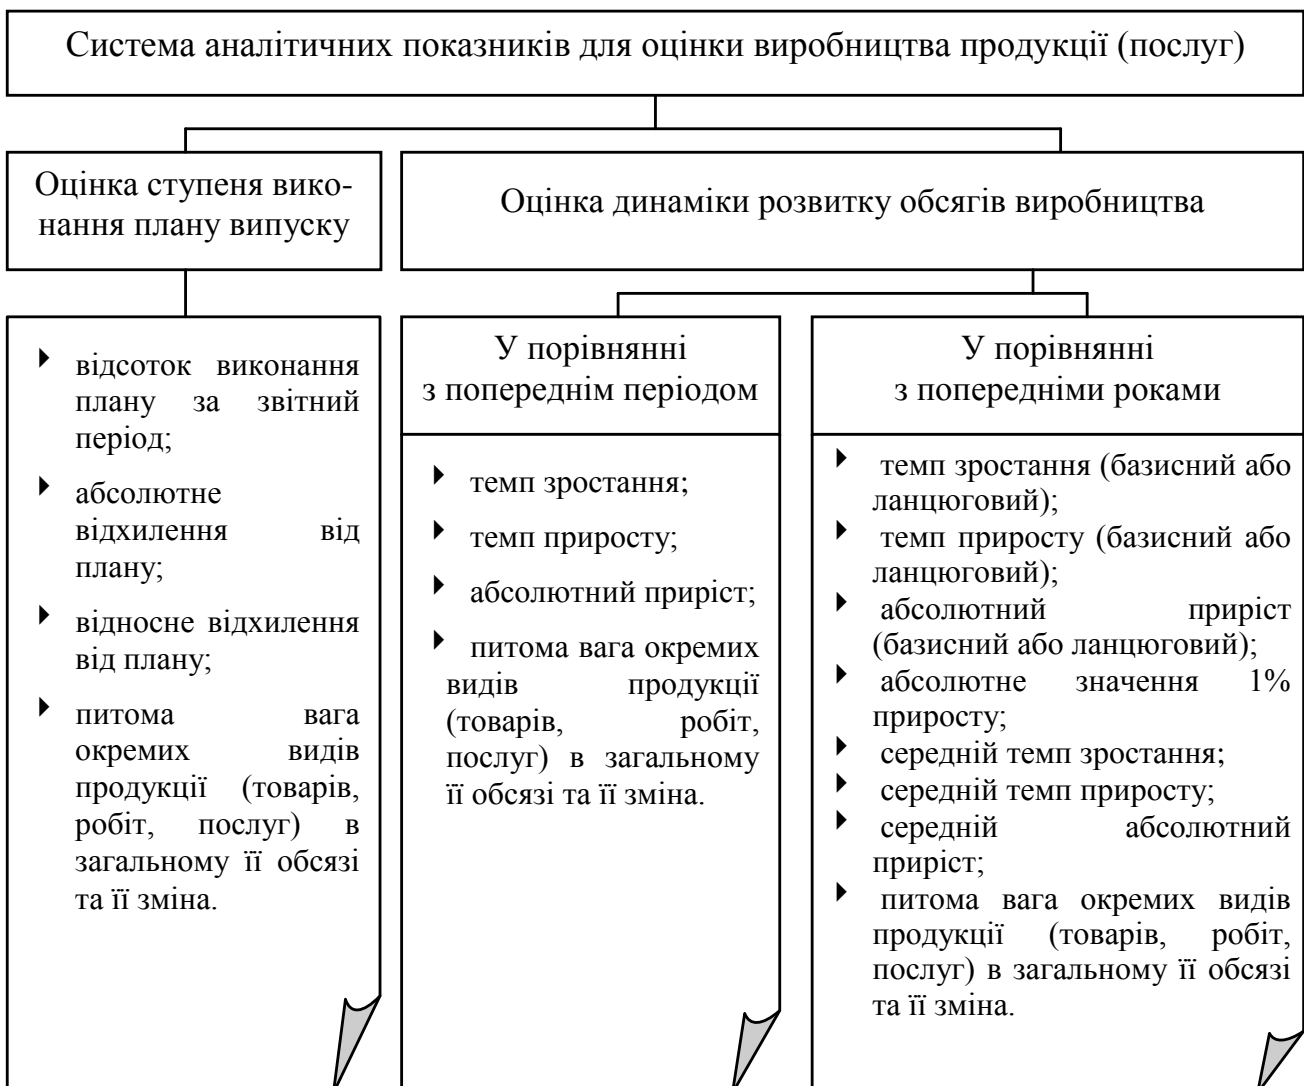 Система аналітичних показників для оцінки виробництва продукції (послуг)
Оцінка ступеня вико-
нання плану випуску
Оцінка динаміки розвитку обсягів виробництва
відсоток виконання
плану за звітний
період;
абсолютне
відхилення від
плану;
відносне відхилення
від плану;
питома вага
окремих видів
продукції (товарів,
робіт, послуг) в
загальному її обсязі
та її зміна.
У порівнянні
з попереднім періодом
темп зростання;
темп приросту;
абсолютний приріст;
питома вага окремих
видів продукції
(товарів, робіт,
послуг) в загальному
її обсязі та її зміна.
У порівнянні
з попередніми роками
темп зростання (базисний або
ланцюговий);
темп приросту (базисний або
ланцюговий);
абсолютний приріст
(базисний або ланцюговий);
абсолютне значення 1%
приросту;
середній темп зростання;
середній темп приросту;
середній абсолютний
приріст;
питома вага окремих видів
продукції (товарів, робіт,
послуг) в загальному її обсязі
та її зміна.